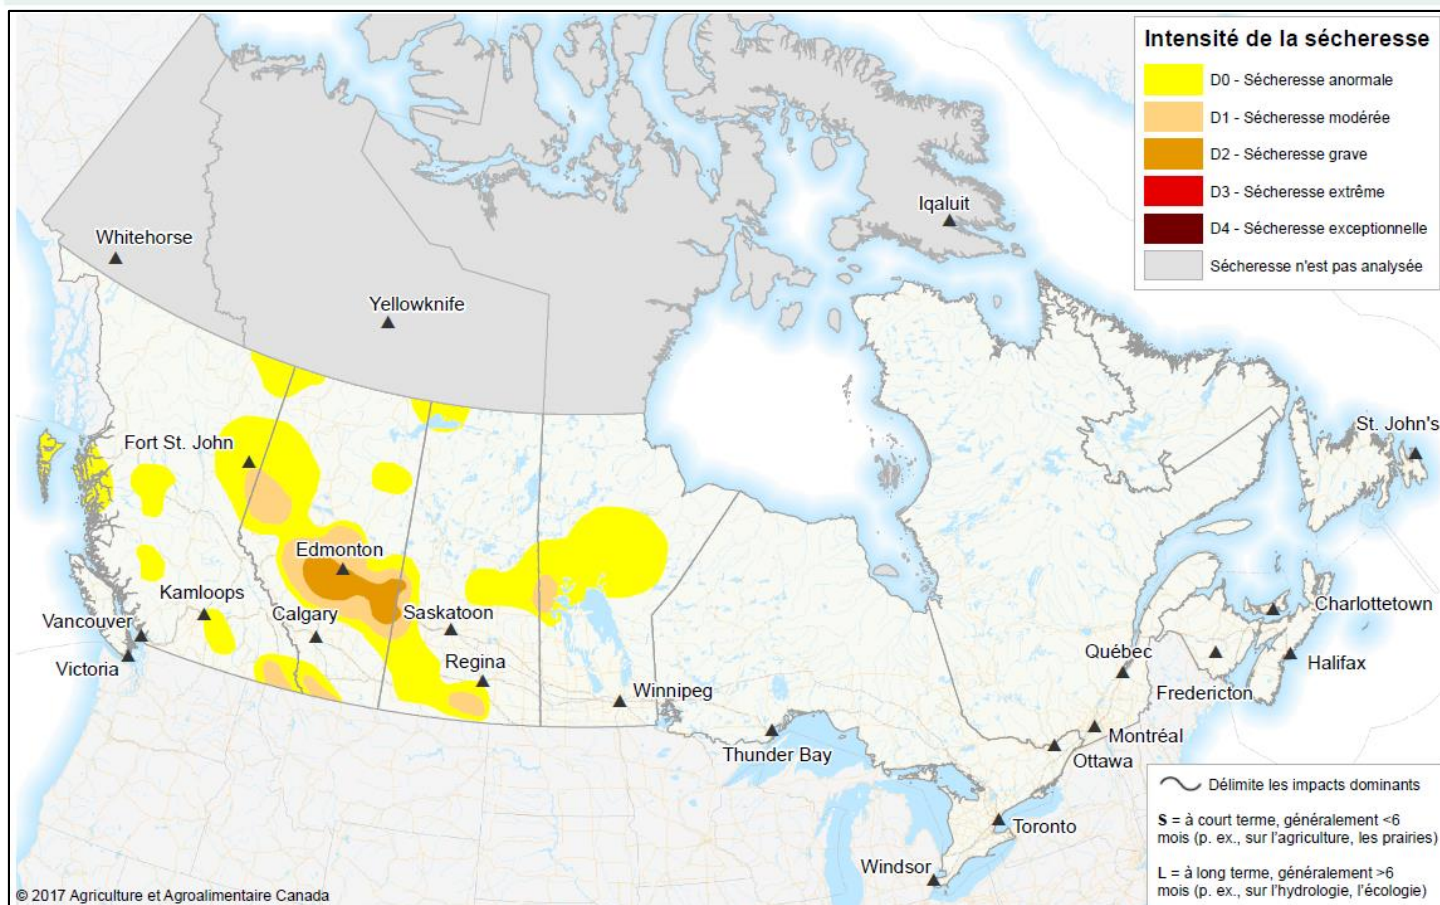 Intensité de la sécheresse
D0 - Sécheresse anormale
D1 - Sécheresse modérée
D2 - Sécheresse grave
D3 - Sécheresse extrême
D4 - Sécheresse exceptionnelle
Sécheresse n'est pas analysée
Iqaluit
Whitehorse
Yellowknife
St. John's
Fort St. John
Edmonton
Kamloops
Calgary
Saskatoon
Vancouver
Charlottetown
Victoria
Regina
Québec
Halifax
Winnipeg
Fredericton
Montréal
Thunder Bay
Ottawa
Toronto
Windsor
Délimite les impacts dominants
S = à court terme, généralement <6
mois (p. ex., sur l'agriculture, les prairies)
L = à long terme, généralement >6
mois (p. ex., sur l'hydrologie, l'écologie)
© 2017 Agriculture et Agroalimentaire Canada